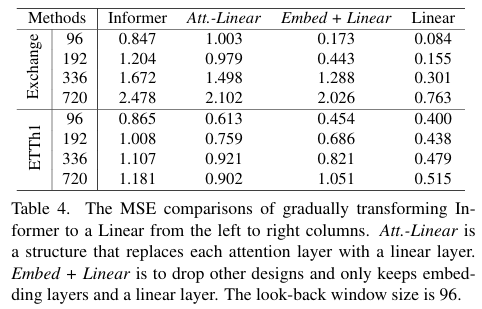 Methods Informer Att.-Linear Embed + Linear Linear
Exchange
96 0.847 1.003 0.173 0.084
192 1.204 0.979 0.443 0.155
336 1.672 1.498 1.288 0.301
720 2.478 2.102 2.026 0.763
ETTh1
96 0.865 0.613 0.454 0.400
192 1.008 0.759 0.686 0.438
336 1.107 0.921 0.821 0.479
720 1.181 0.902 1.051 0.515
Table 4. The MSE comparisons of gradually transforming In-
former to a Linear from the left to right columns. Att.-Linear is
a structure that replaces each attention layer with a linear layer.
Embed + Linear is to drop other designs and only keeps embed-
ding layers and a linear layer. The look-back window size is 96.